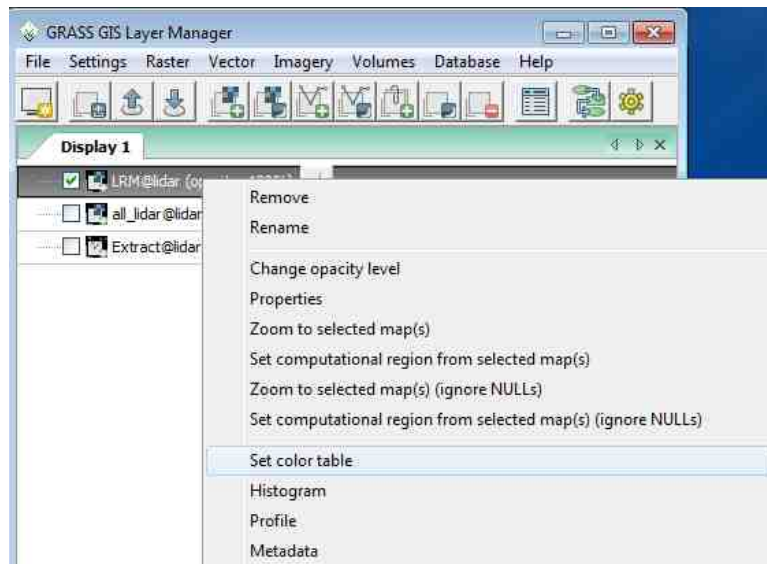 GRASS GIS Layer Manager
File Settings Raster Vector Imagery Volumes Database Help
Display 1
LRM@lidar
all_lidar@lidar
Extract@lidar
Remove
Rename
Change opacity level
Properties
Zoom to selected map(s)
Set computational region from selected map(s)
Zoom to selected map(s) (ignore NULLs)
Set computational region from selected map(s) (ignore NULLs)
Set color table
Histogram
Profile
Metadata